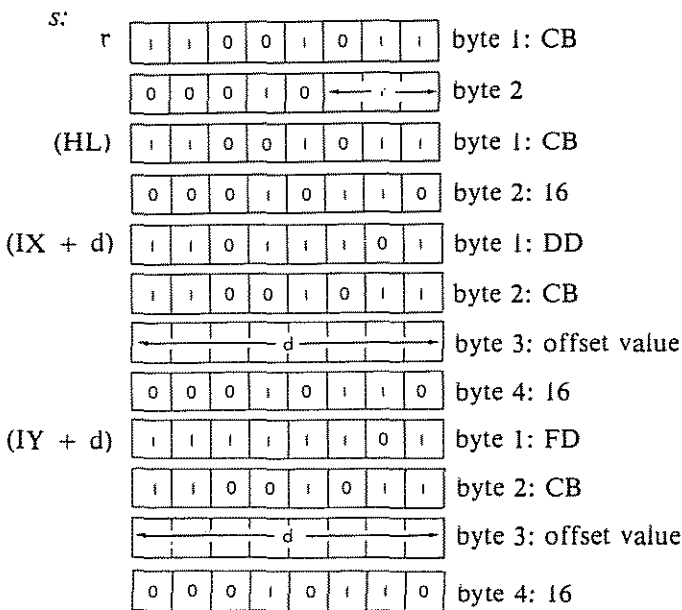 s:
r 1 1 0 0 1 0 1 1 byte 1: CB
0 0 0 1 0 r byte 2
(HL) 1 1 0 0 1 0 1 1 byte 1: CB
0 0 0 1 0 1 1 0 byte 2: 16
(IX + d) 1 1 0 1 1 1 0 1 byte 1: DD
1 1 0 0 1 0 1 1 byte 2: CB
d byte 3: offset value
0 0 0 1 0 1 1 0 byte 4: 16
(IY + d) 1 1 1 1 1 1 0 1 byte 1: FD
1 1 0 0 1 0 1 1 byte 2: CB
d byte 3: offset value
0 0 0 1 0 1 1 0 byte 4: 16